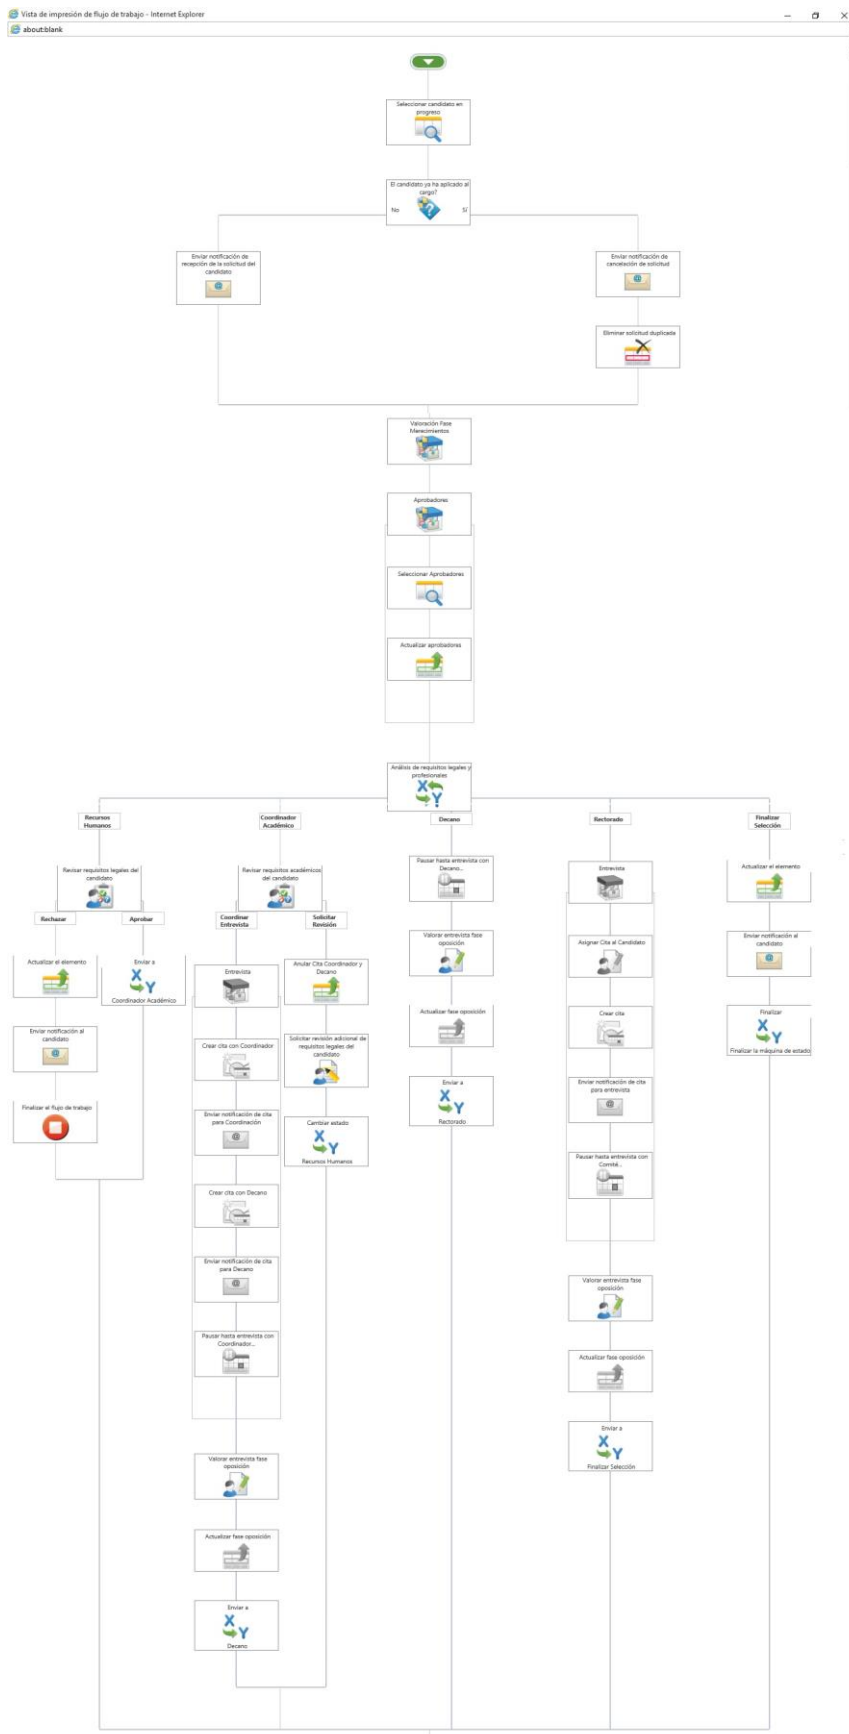 Vista de impresión de flujo de trabajo - Internet Explorer
about:blank
Seleccionar candidato en
progreso
El candidato ya ha aplicado al
cargo?
No
Sí
Enviar notificación de
recepción de la solicitud del
candidato
Enviar notificación de
cancelación de solicitud
Eliminar solicitud duplicada
Valoración Fase
Merecimientos
Aprobadores
Seleccionar Aprobadores
Actualizar aprobadores
Análisis de requisitos legales y
profesionales
Recursos
Humanos
Revisar requisitos legales del
candidato
Rechazar
Aprobar
Actualizar el elemento
Enviar notificación al
candidato
Finalizar el flujo de trabajo
Enviar a
Coordinador Académico
Coordinador
Académico
Revisar requisitos académicos
del candidato
Coordinar
Entrevista
Solicitar
Revisión
Entrevista
Crear cita con Coordinador
Enviar notificación de cita
para Coordinación
Crear cita con Decano
Enviar notificación de cita
para Decano
Pausar hasta entrevista con
Coordinador...
Valorar entrevista fase
oposición
Actualizar fase oposición
Enviar a
Decano
Anular Cita Coordinador y
Decano
Solicitar revisión adicional de
requisitos legales del
candidato
Cambiar estado
Recursos Humanos
Decano
Pausar hasta entrevista con
Decano...
Valorar entrevista fase
oposición
Actualizar fase oposición
Enviar a
Rectorado
Rectorado
Entrevista
Asignar Cita al Candidato
Crear cita
Enviar notificación de cita
para entrevista
Pausar hasta entrevista con
Comité...
Valorar entrevista fase
oposición
Actualizar fase oposición
Enviar a
Finalizar Selección
Finalizar
Selección
Actualizar el elemento
Enviar notificación al
candidato
Finalizar
Finalizar la máquina de estado